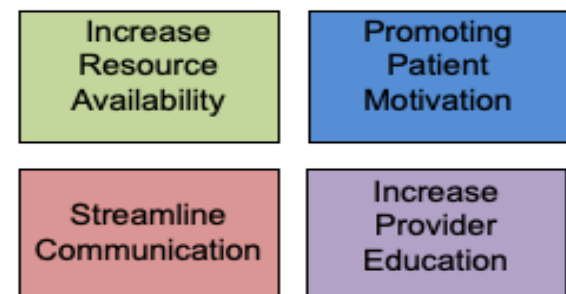 Increase
Resource
Availability
Promoting
Patient
Motivation
Streamline
Communication
Increase
Provider
Education